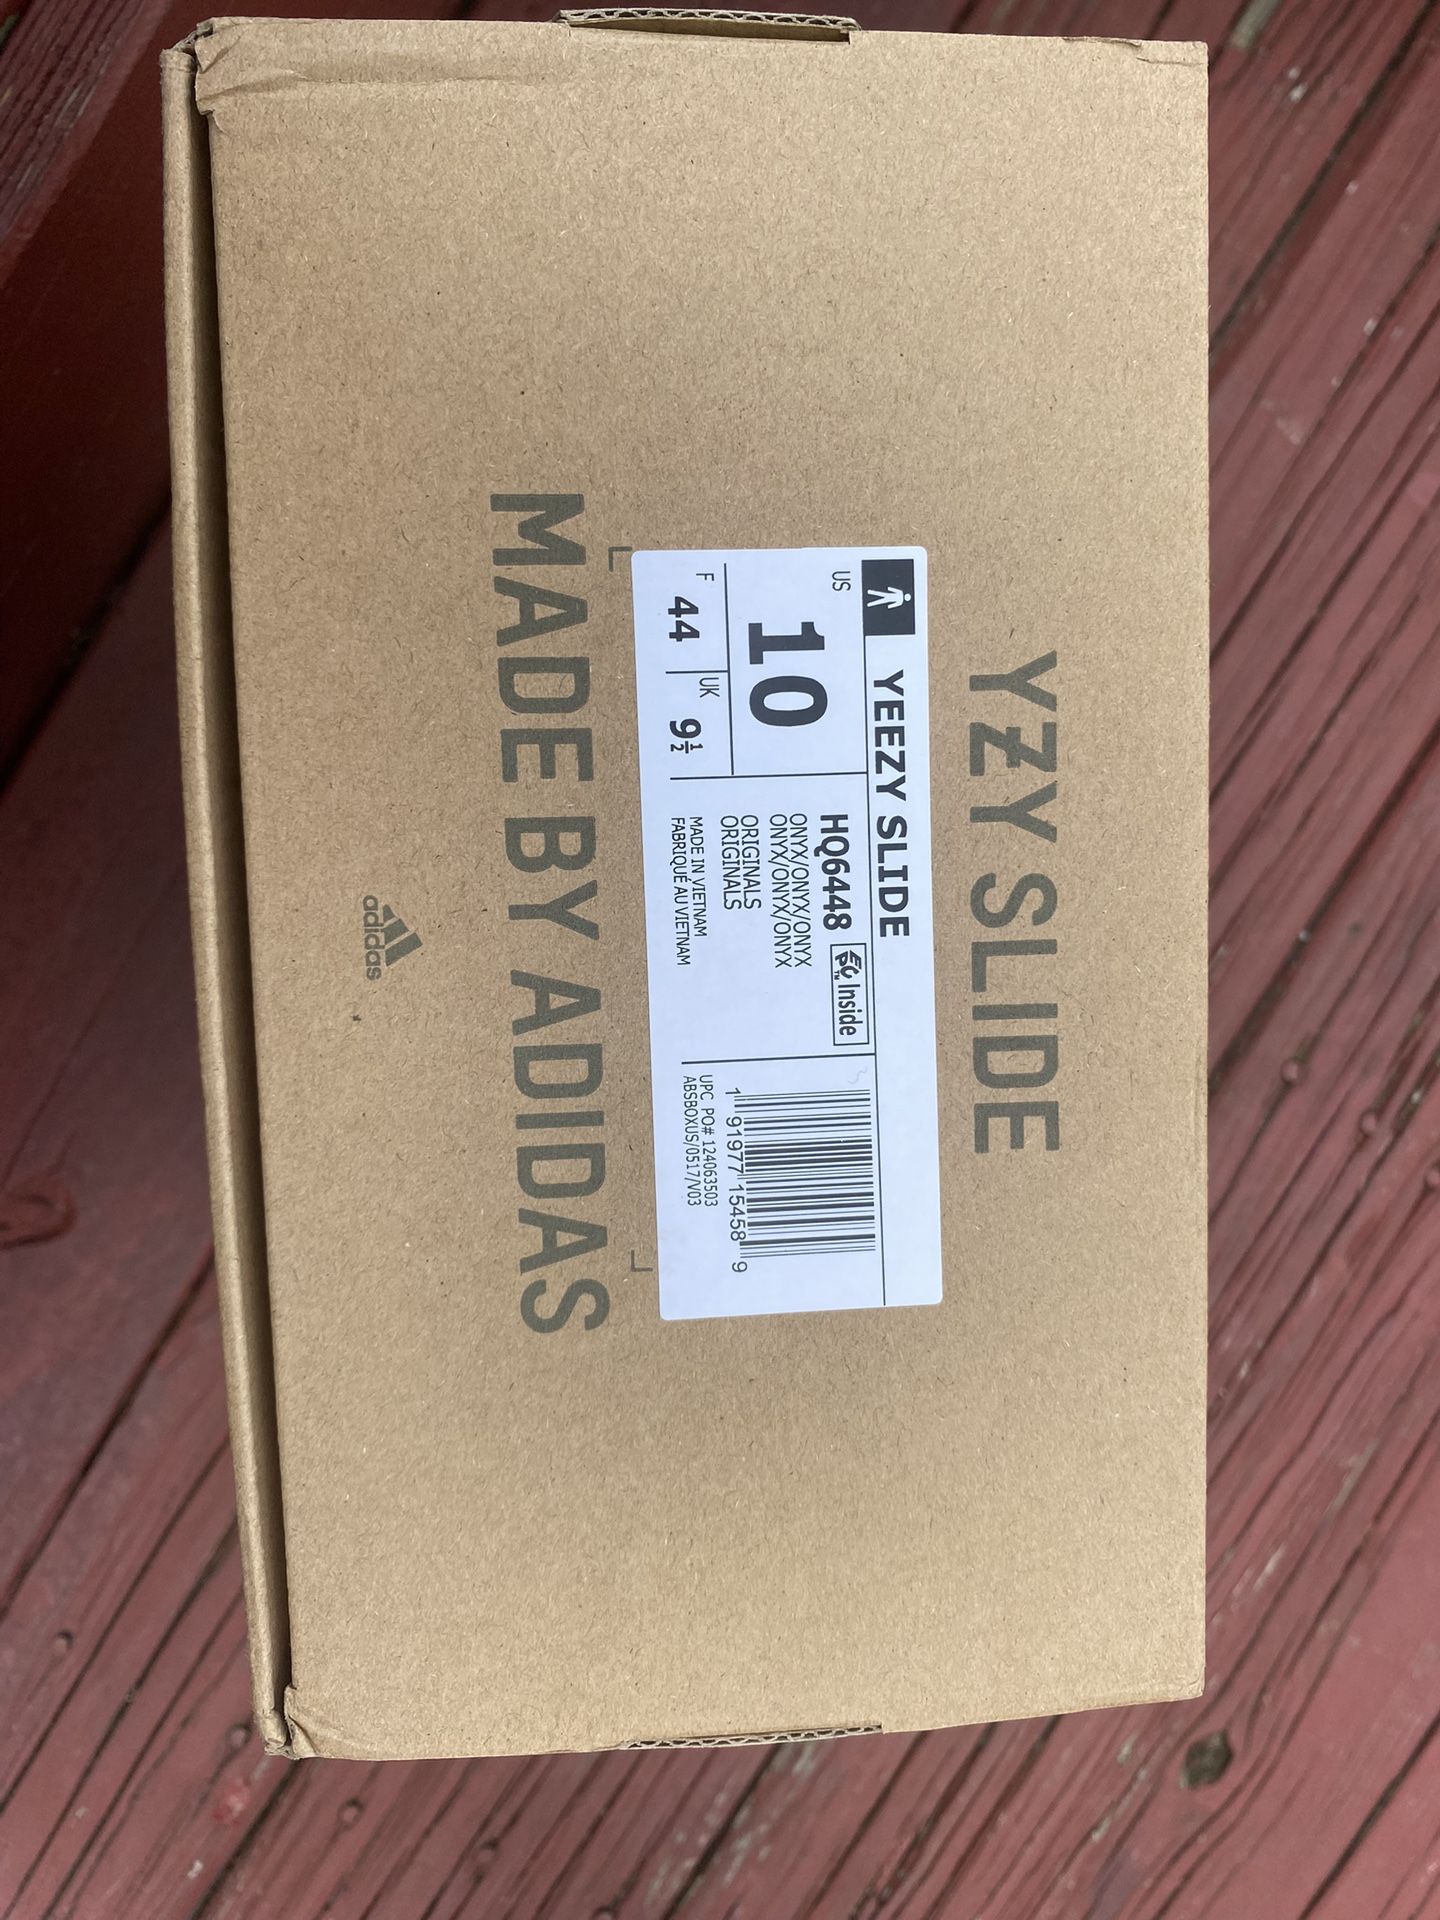 YZY SLIDE
YEEZY SLIDE
US
10
F 44
UK 9½
HQ6448
EPC™ Inside
ONYX/ONYX/ONYX
ONYX/ONYX/ONYX
ORIGINALS
ORIGINALS
MADE IN VIETNAM
FABRIQUÉ AU VIETNAM
1 91977 15458 9
UPC PO# 124063503
ABSBOXUS/0517/V03
MADE BY ADIDAS
adidas